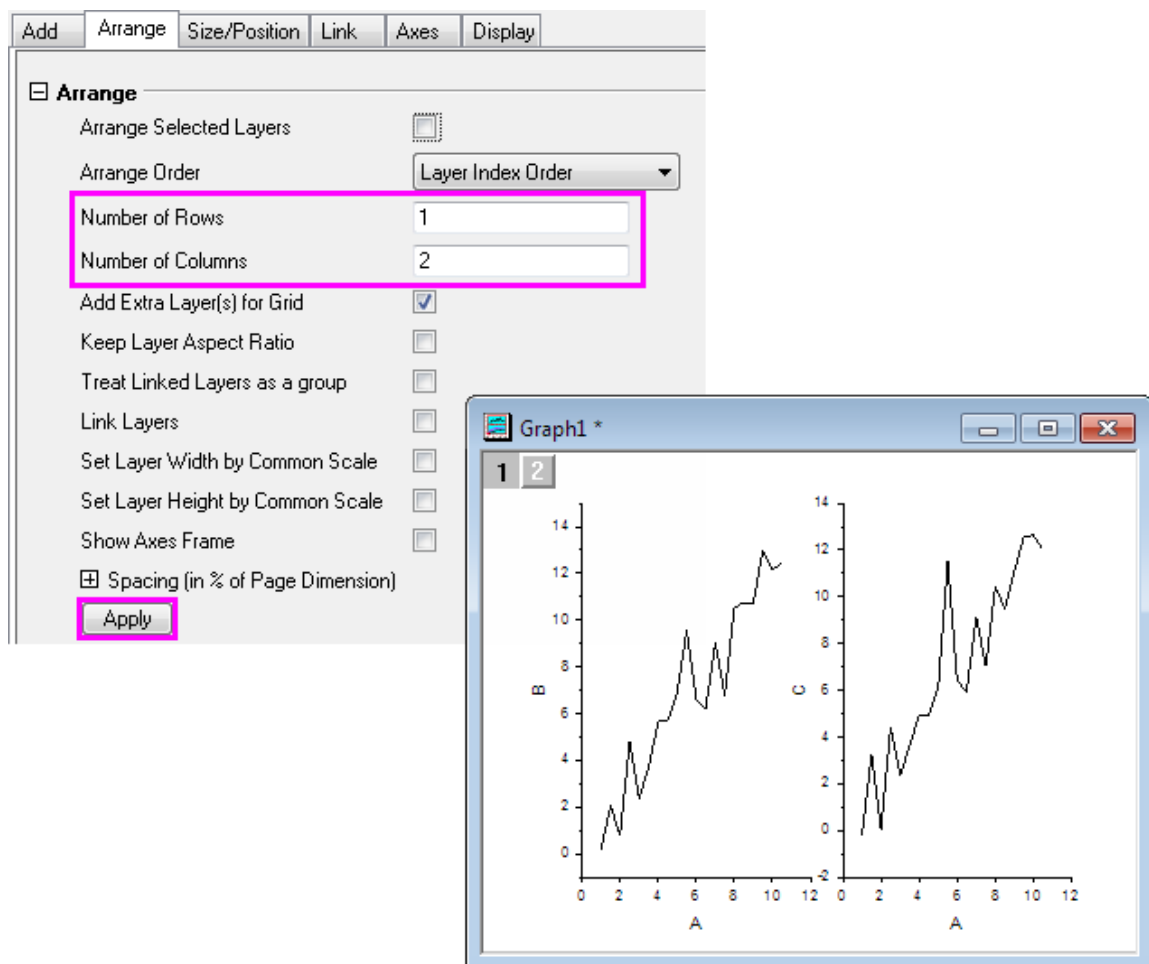 Add Arrange Size/Position Link Axes Display
Arrange
Arrange Selected Layers
Arrange Order Layer Index Order
Number of Rows 1
Number of Columns 2
Add Extra Layer(s) for Grid
Keep Layer Aspect Ratio
Treat Linked Layers as a group
Link Layers
Set Layer Width by Common Scale
Set Layer Height by Common Scale
Show Axes Frame
Spacing (in % of Page Dimension)
Apply
Graph1 *
1 2
14
12
10
8
6
4
2
0
B
0 2 4 6 8 10 12
A
14
12
10
8
6
4
2
0
-2
C
0 2 4 6 8 10 12
A